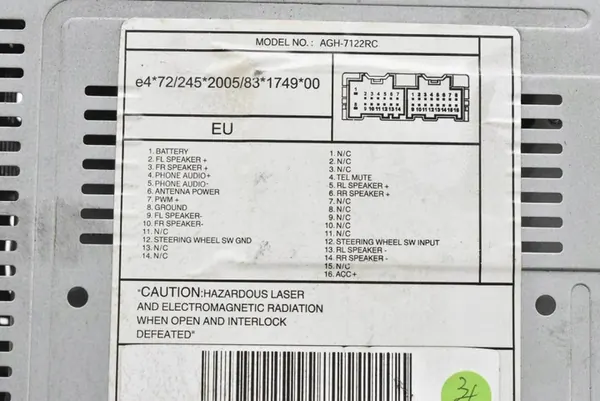 MODEL NO.: AGH-7122RC
e4*72/245*2005/83*1749*00
EU
1. BATTERY
2. FL SPEAKER +
3. FR SPEAKER +
4. PHONE AUDIO+
5. PHONE AUDIO-
6. ANTENNA POWER
7. PWM +
8. GROUND
9. FL SPEAKER-
10. FR SPEAKER-
11. N/C
12. STEERING WHEEL SW GND
13. N/C
14. N/C
1. N/C
2. N/C
3. N/C
4. TEL MUTE
5. RL SPEAKER +
6. RR SPEAKER +
7. N/C
8. N/C
9. N/C
10. N/C
11. N/C
12. STEERING WHEEL SW INPUT
13. RL SPEAKER -
14. RR SPEAKER -
15. N/C
16. ACC+
"CAUTION:HAZARDOUS LASER
AND ELECTROMAGNETIC RADIATION
WHEN OPEN AND INTERLOCK
DEFEATED"